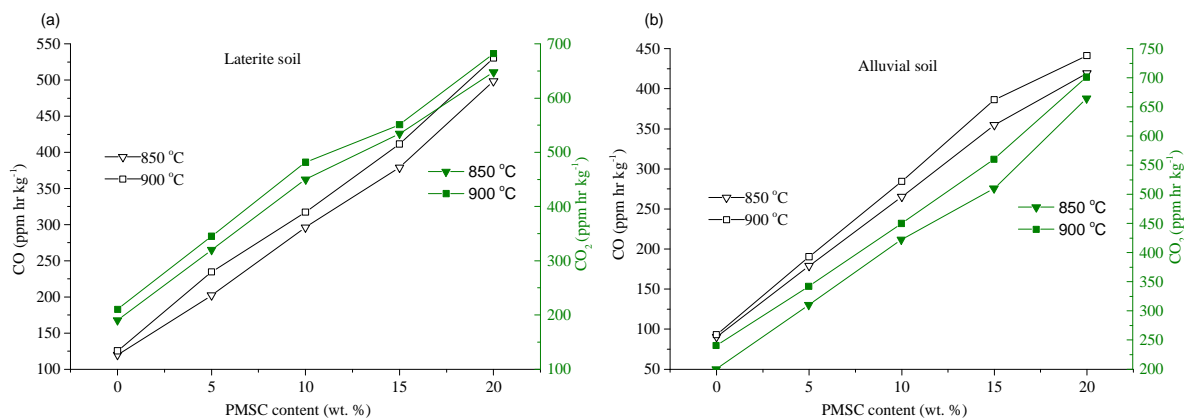 (a)
Laterite soil
550
500
450
400
350
300
250
200
150
100
CO (ppm hr kg⁻¹)
850 °C
900 °C
850 °C
900 °C
700
600
500
400
300
200
100
CO₂ (ppm hr kg⁻¹)
0 5 10 15 20
PMSC content (wt. %)
(b)
Alluvial soil
450
400
350
300
250
200
150
100
50
CO (ppm hr kg⁻¹)
850 °C
900 °C
850 °C
900 °C
750
700
650
600
550
500
450
400
350
300
250
200
CO₂ (ppm hr kg⁻¹)
0 5 10 15 20
PMSC content (wt. %)